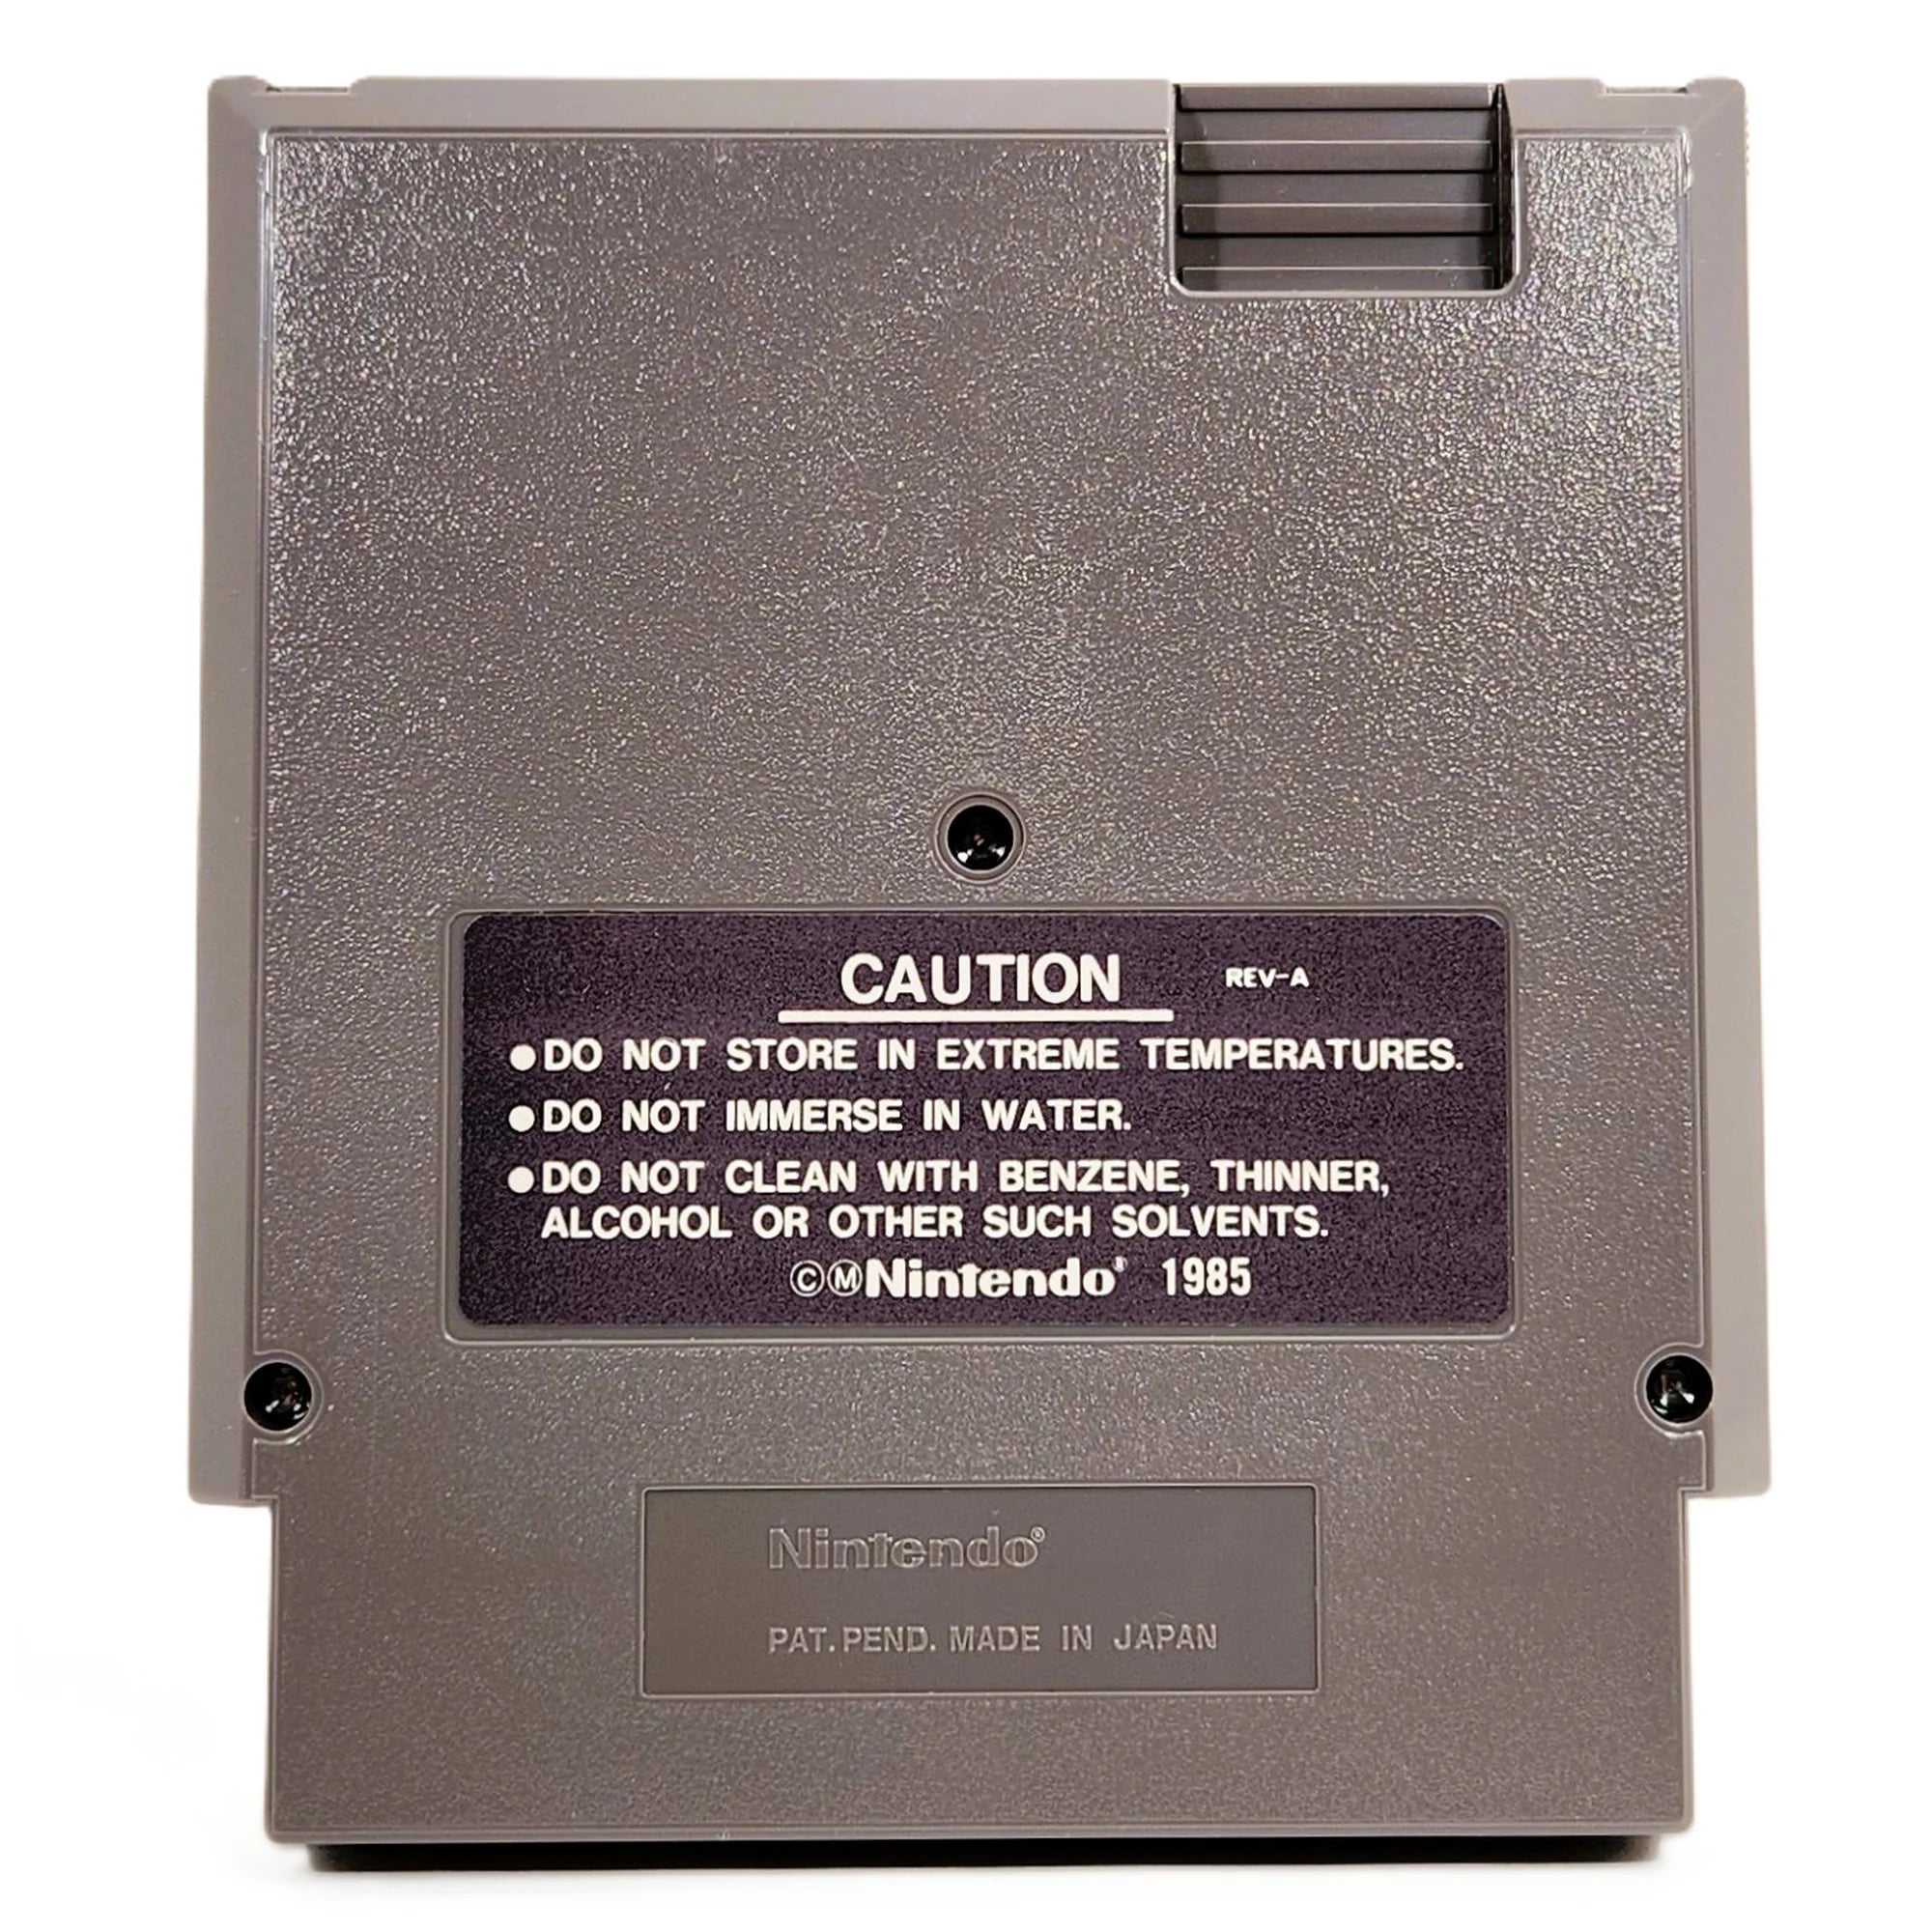 CAUTION REV-A
●DO NOT STORE IN EXTREME TEMPERATURES.
●DO NOT IMMERSE IN WATER.
●DO NOT CLEAN WITH BENZENE, THINNER,
ALCOHOL OR OTHER SUCH SOLVENTS.
©ⓂNintendo® 1985
Nintendo®
PAT. PEND. MADE IN JAPAN